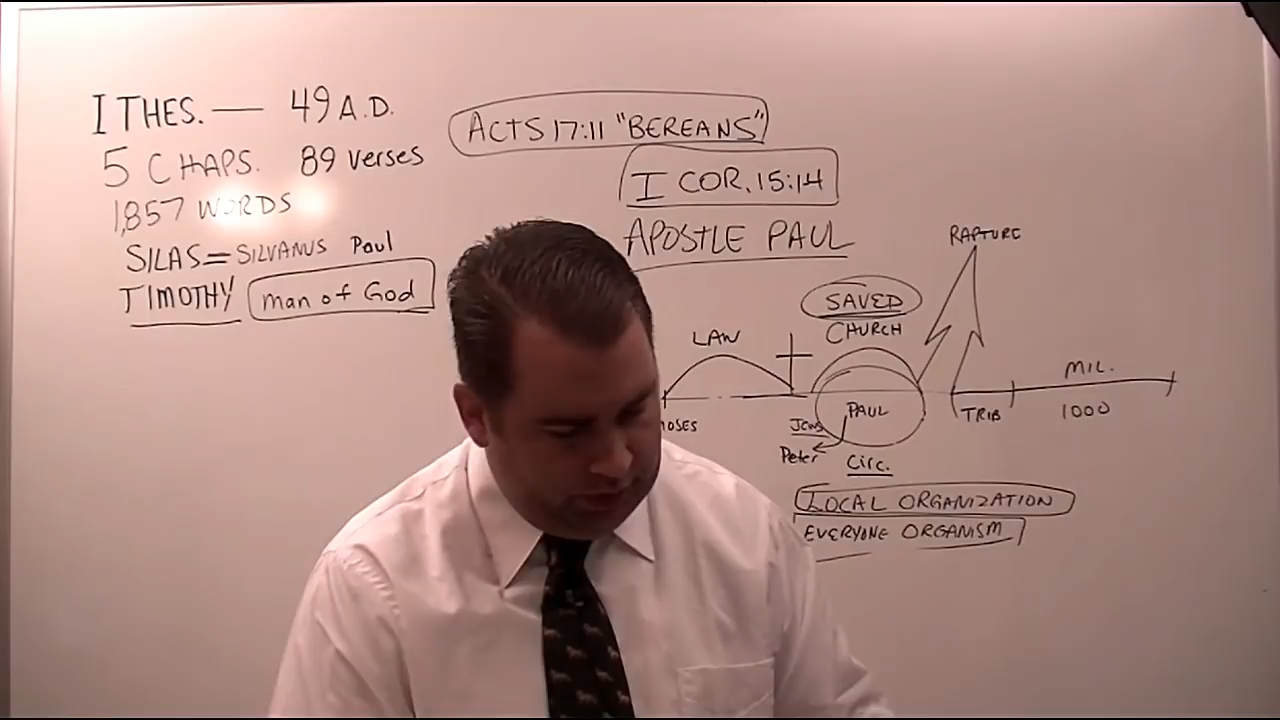 I THES. — 49 A.D.
5 CHAPS. 89 verses
1,857 WORDS
SILAS = SILVANUS Paul
TIMOTHY man of God
ACTS 17:11 "BEREANS"
I COR. 15:14
APOSTLE PAUL
RAPTURE
SAVED
CHURCH
LAW
MIL.
OSES
PAUL
TRIB
1000
Jews
Peter
Circ.
LOCAL ORGANIZATION
EVERYONE ORGANISM